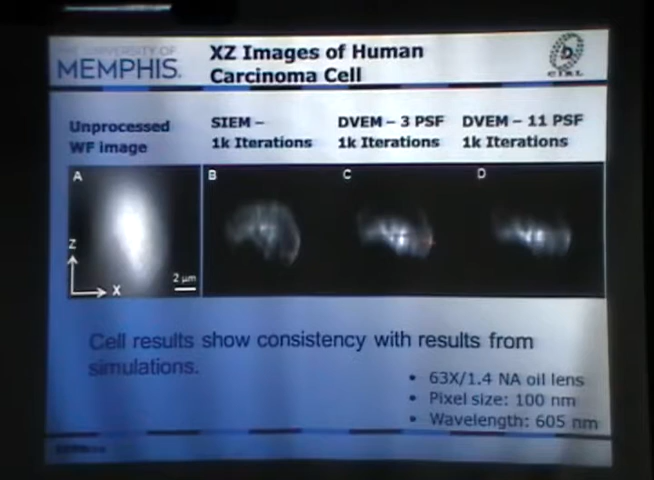 THE UNIVERSITY OF
MEMPHIS.
XZ Images of Human
Carcinoma Cell
CIRL
Unprocessed
WF image
SIEM –
1k Iterations
DVEM – 3 PSF
1k Iterations
DVEM – 11 PSF
1k Iterations
A
B
C
D
Z
X
2 µm
Cell results show consistency with results from
simulations.
• 63X/1.4 NA oil lens
• Pixel size: 100 nm
• Wavelength: 605 nm